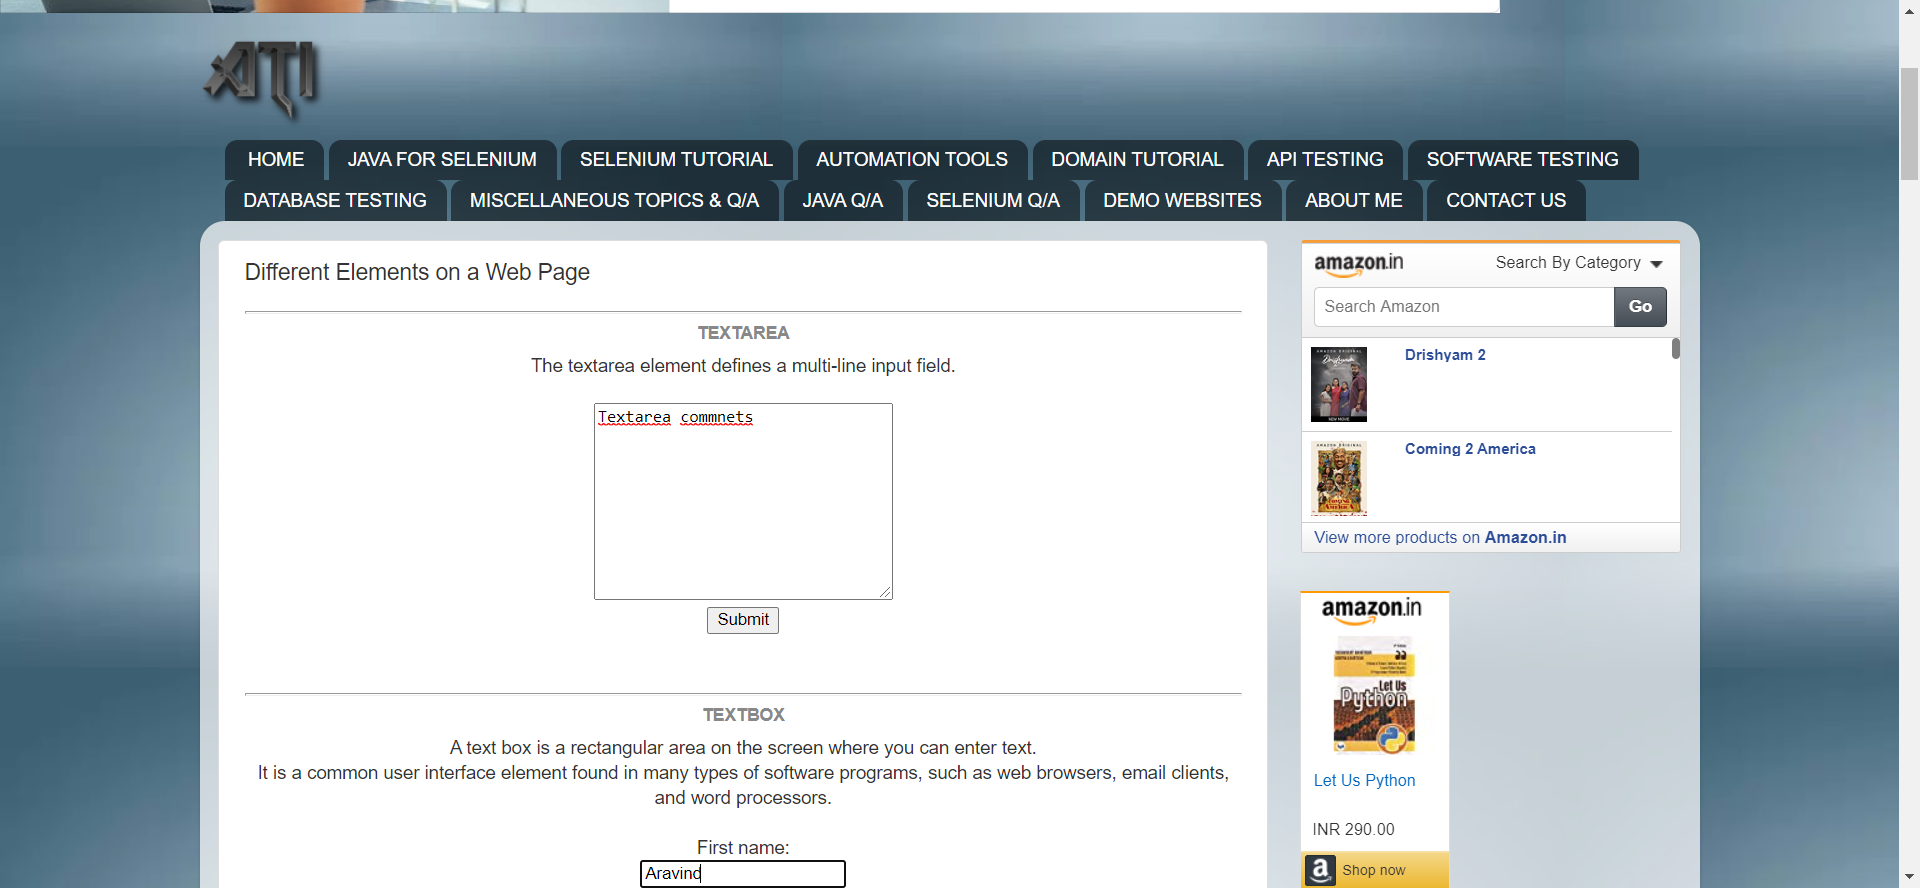 ATI
HOME JAVA FOR SELENIUM SELENIUM TUTORIAL AUTOMATION TOOLS DOMAIN TUTORIAL API TESTING SOFTWARE TESTING
DATABASE TESTING MISCELLANEOUS TOPICS & Q/A JAVA Q/A SELENIUM Q/A DEMO WEBSITES ABOUT ME CONTACT US
Different Elements on a Web Page
TEXTAREA
The textarea element defines a multi-line input field.
Textarea commnets
Submit
TEXTBOX
A text box is a rectangular area on the screen where you can enter text.
It is a common user interface element found in many types of software programs, such as web browsers, email clients,
and word processors.
First name:
Aravind
amazon.in
Search By Category
Search Amazon Go
Drishyam 2
Coming 2 America
View more products on Amazon.in
amazon.in
Let Us
Python
Let Us Python
INR 290.00
a Shop now